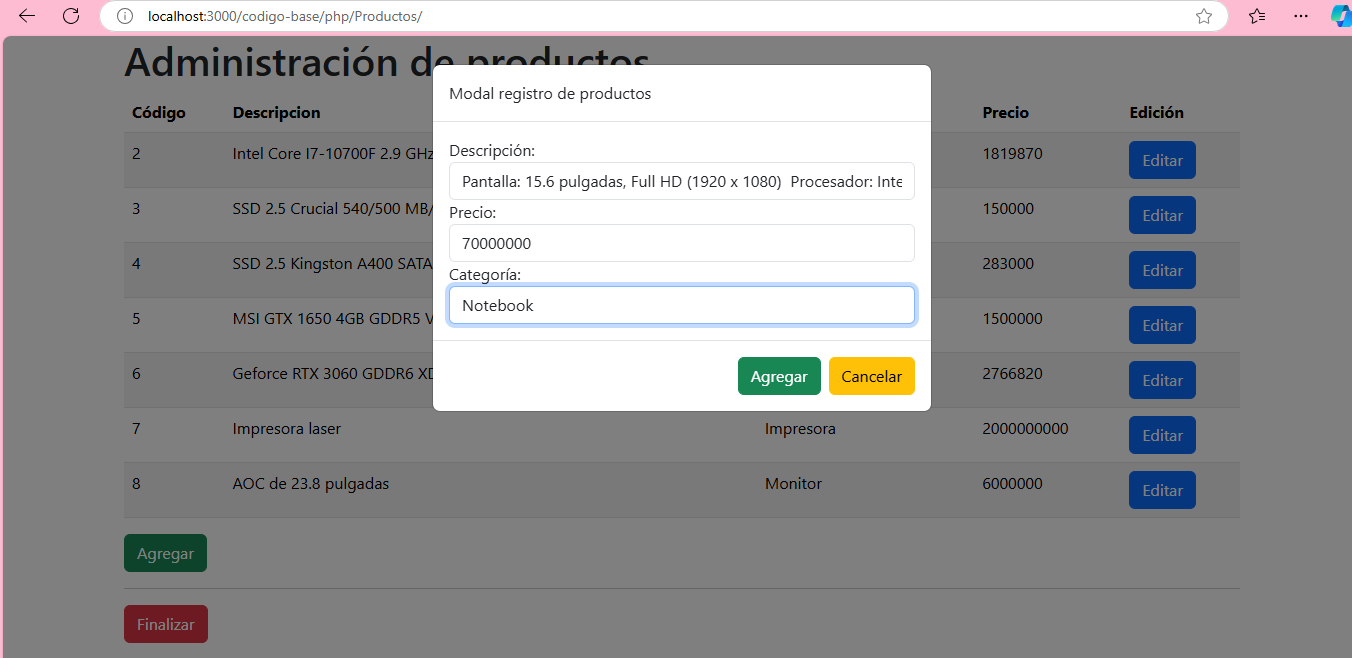 localhost:3000/codigo-base/php/Productos/
Administración de productos
Modal registro de productos
Código Descripcion Precio Edición
Descripción:
2 Intel Core I7-10700F 2.9 GHz 1819870 Editar
Pantalla: 15.6 pulgadas, Full HD (1920 x 1080) Procesador: Inte
3 SSD 2.5 Crucial 540/500 MB/ 150000 Editar
Precio:
70000000
4 SSD 2.5 Kingston A400 SATA 283000 Editar
Categoría:
Notebook
5 MSI GTX 1650 4GB GDDR5 V 1500000 Editar
6 Geforce RTX 3060 GDDR6 XD 2766820 Editar
Agregar Cancelar
7 Impresora laser Impresora 2000000000 Editar
8 AOC de 23.8 pulgadas Monitor 6000000 Editar
Agregar
Finalizar